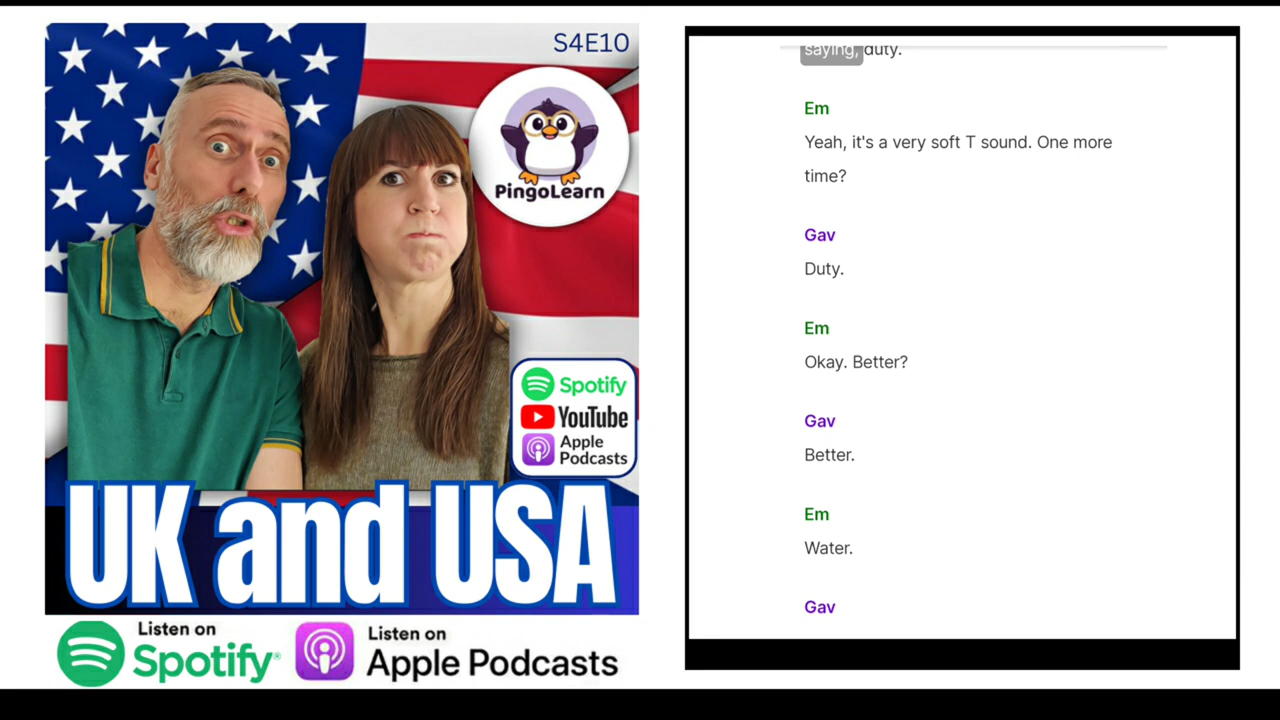 S4E10
PingoLearn
Spotify
YouTube
Apple
Podcasts
UK and USA
Listen on
Spotify
Listen on
Apple Podcasts
saying, duty.
Em
Yeah, it's a very soft T sound. One more
time?
Gav
Duty.
Em
Okay. Better?
Gav
Better.
Em
Water.
Gav